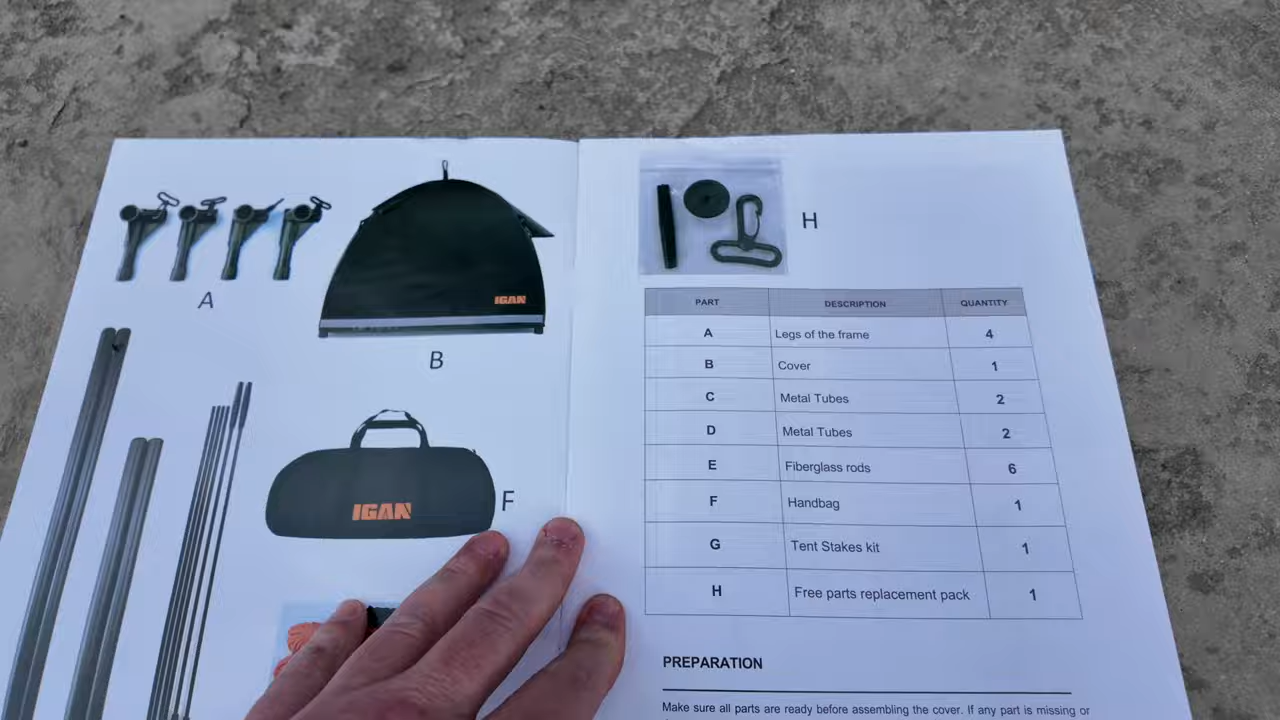 A
IGAN
B
IGAN
F
H
PART DESCRIPTION QUANTITY
A Legs of the frame 4
B Cover 1
C Metal Tubes 2
D Metal Tubes 2
E Fiberglass rods 6
F Handbag 1
G Tent Stakes kit 1
H Free parts replacement pack 1
PREPARATION
Make sure all parts are ready before assembling the cover. If any part is missing or